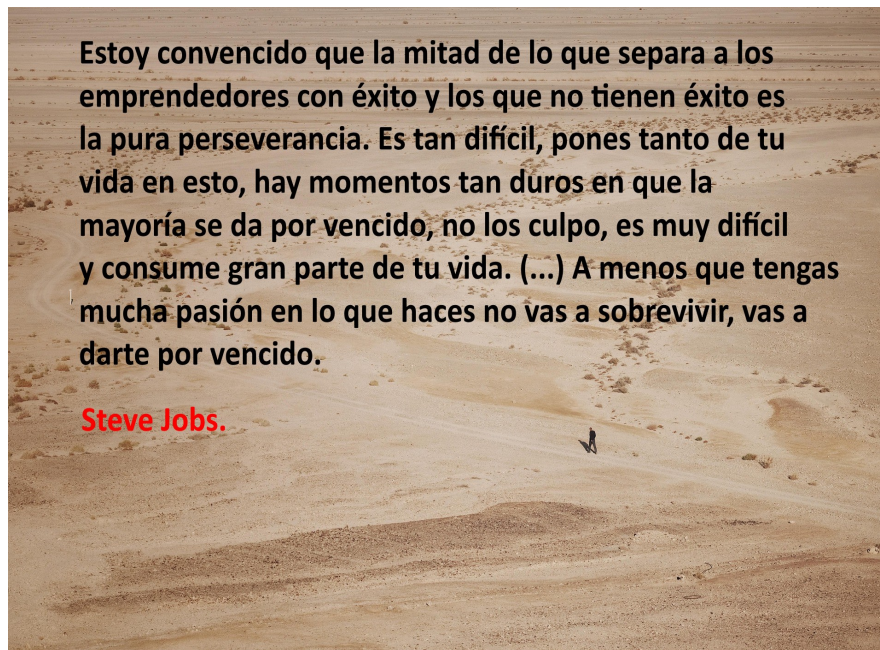 Estoy convencido que la mitad de lo que separa a los
emprendedores con éxito y los que no tienen éxito es
la pura perseverancia. Es tan difícil, pones tanto de tu
vida en esto, hay momentos tan duros en que la
mayoría se da por vencido, no los culpo, es muy difícil
y consume gran parte de tu vida. (...) A menos que tengas
mucha pasión en lo que haces no vas a sobrevivir, vas a
darte por vencido.
Steve Jobs.